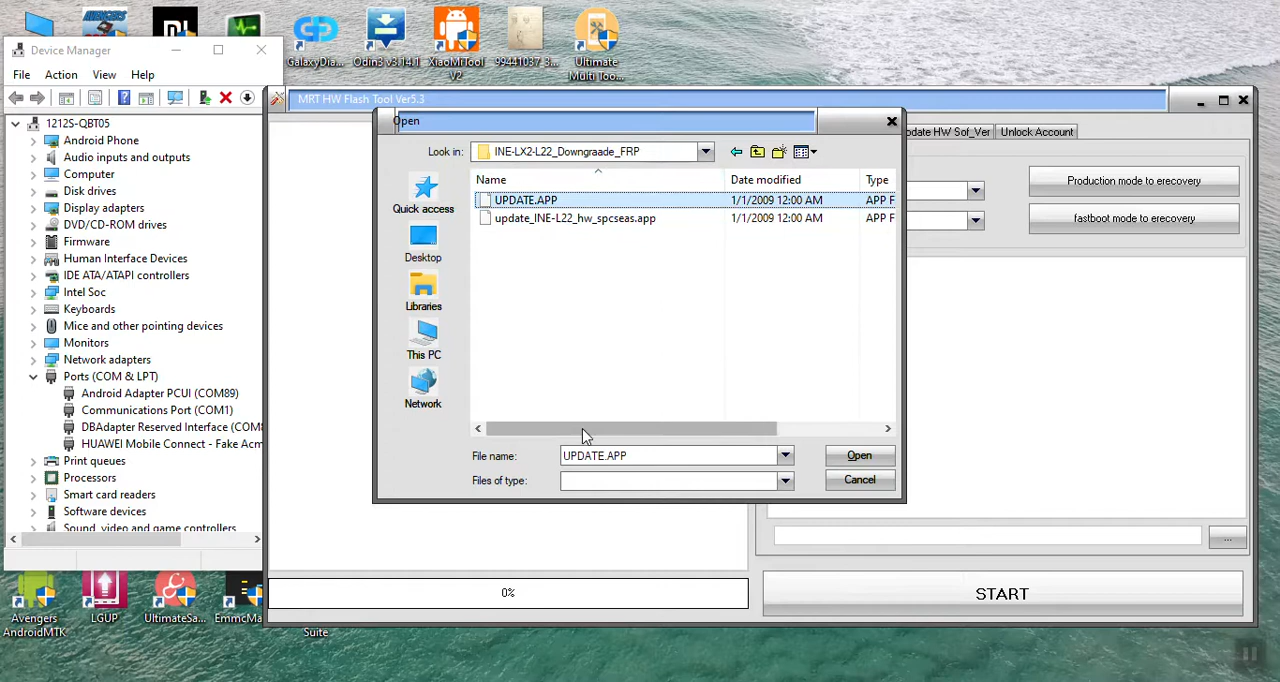 GalaxyDia...
Odin3 v3.14.1
XiaoMiTool
V2
99441037_3...
Ultimate
Multi Too...
Device Manager
File Action View Help
1212S-QBT05
Android Phone
Audio inputs and outputs
Computer
Disk drives
Display adapters
DVD/CD-ROM drives
Firmware
Human Interface Devices
IDE ATA/ATAPI controllers
Intel Soc
Keyboards
Mice and other pointing devices
Monitors
Network adapters
Ports (COM & LPT)
Android Adapter PCUI (COM89)
Communications Port (COM1)
DBAdapter Reserved Interface (COM8
HUAWEI Mobile Connect - Fake Acm
Print queues
Processors
Smart card readers
Software devices
Sound, video and game controllers
MRT HW Flash Tool Ver5.3
Open
Look in: INE-LX2-L22_Downgraade_FRP
Name Date modified Type
UPDATE.APP 1/1/2009 12:00 AM APP F
update_INE-L22_hw_spcseas.app 1/1/2009 12:00 AM APP F
Quick access
Desktop
Libraries
This PC
Network
File name: UPDATE.APP Open
Files of type: Cancel
pdate HW Sof_Ver Unlock Account
Production mode to erecovery
fastboot mode to erecovery
...
0%
START
Avengers
AndroidMTK
LGUP
UltimateSa...
EmmcMa
Suite